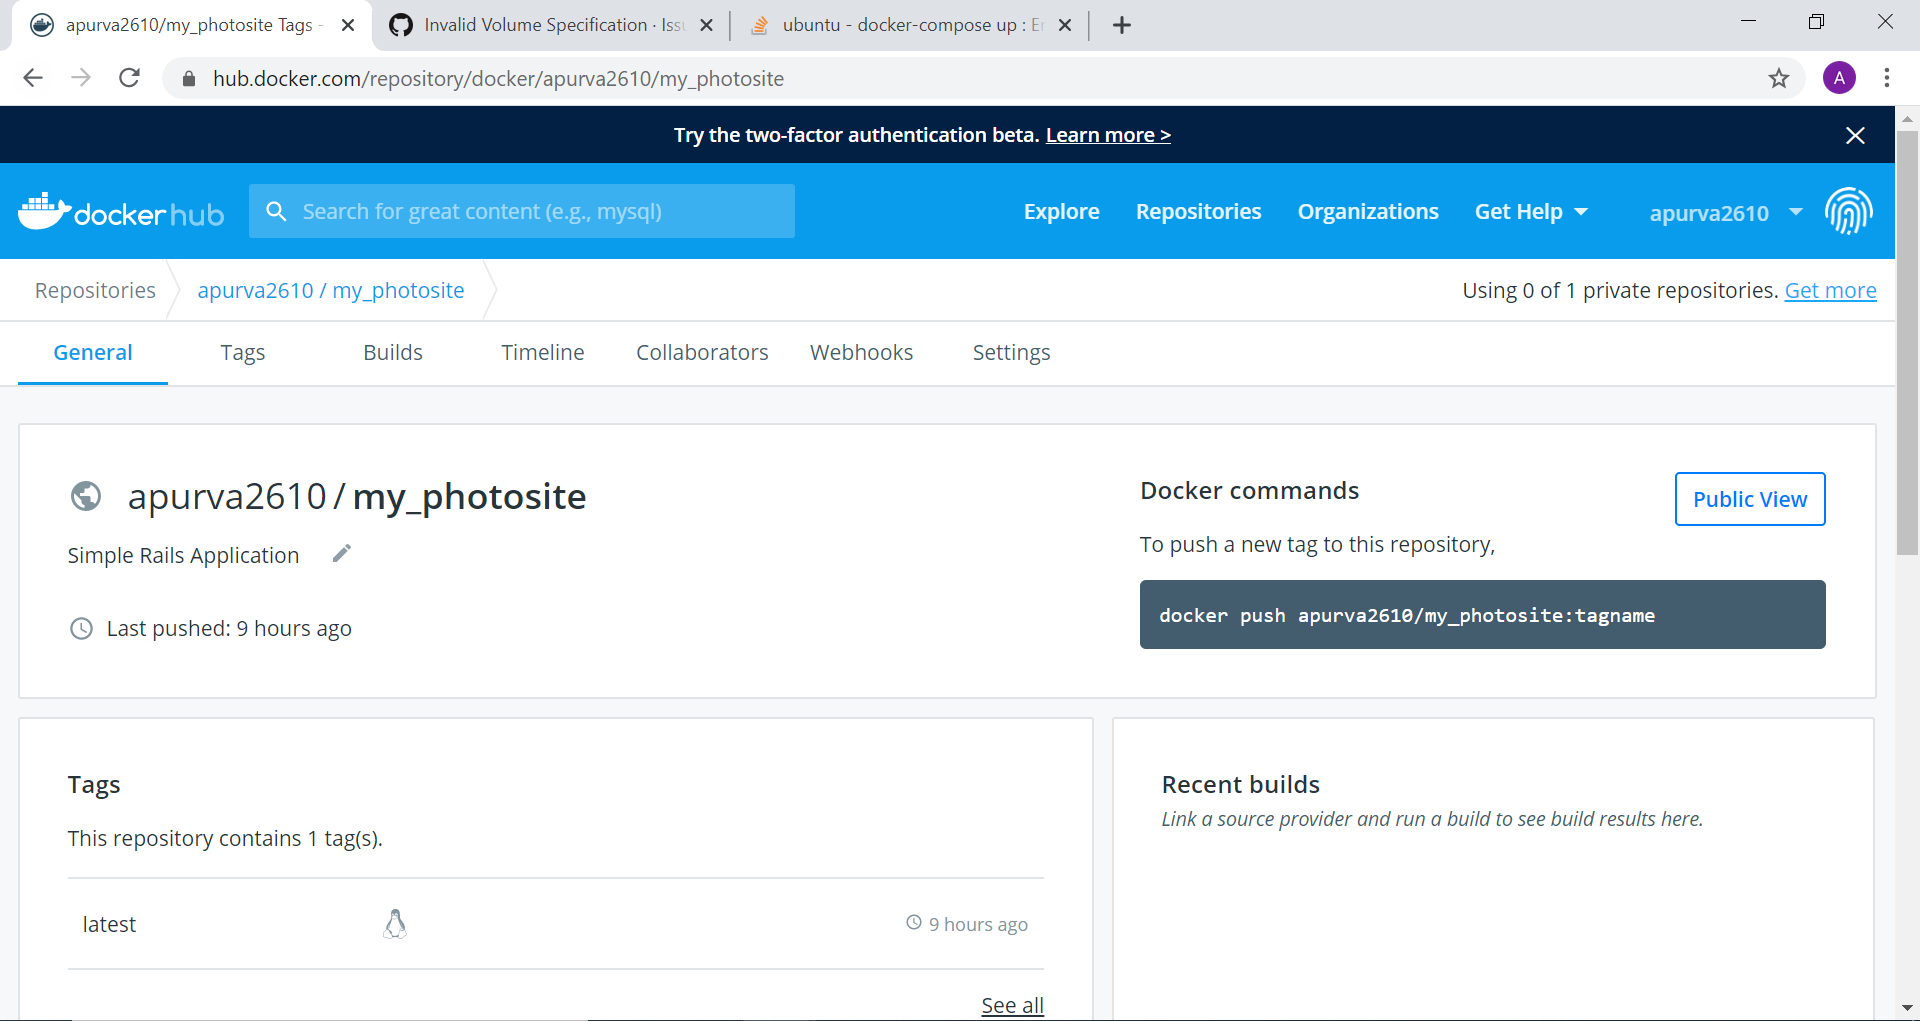 apurva2610/my_photosite Tags -
Invalid Volume Specification · Iss
ubuntu - docker-compose up : Er
hub.docker.com/repository/docker/apurva2610/my_photosite
A
Try the two-factor authentication beta. Learn more >
docker hub
Search for great content (e.g., mysql)
Explore
Repositories
Organizations
Get Help
apurva2610
Repositories
apurva2610 / my_photosite
Using 0 of 1 private repositories. Get more
General
Tags
Builds
Timeline
Collaborators
Webhooks
Settings
apurva2610 / my_photosite
Simple Rails Application
Last pushed: 9 hours ago
Docker commands
Public View
To push a new tag to this repository,
docker push apurva2610/my_photosite:tagname
Tags
This repository contains 1 tag(s).
latest
9 hours ago
See all
Recent builds
Link a source provider and run a build to see build results here.